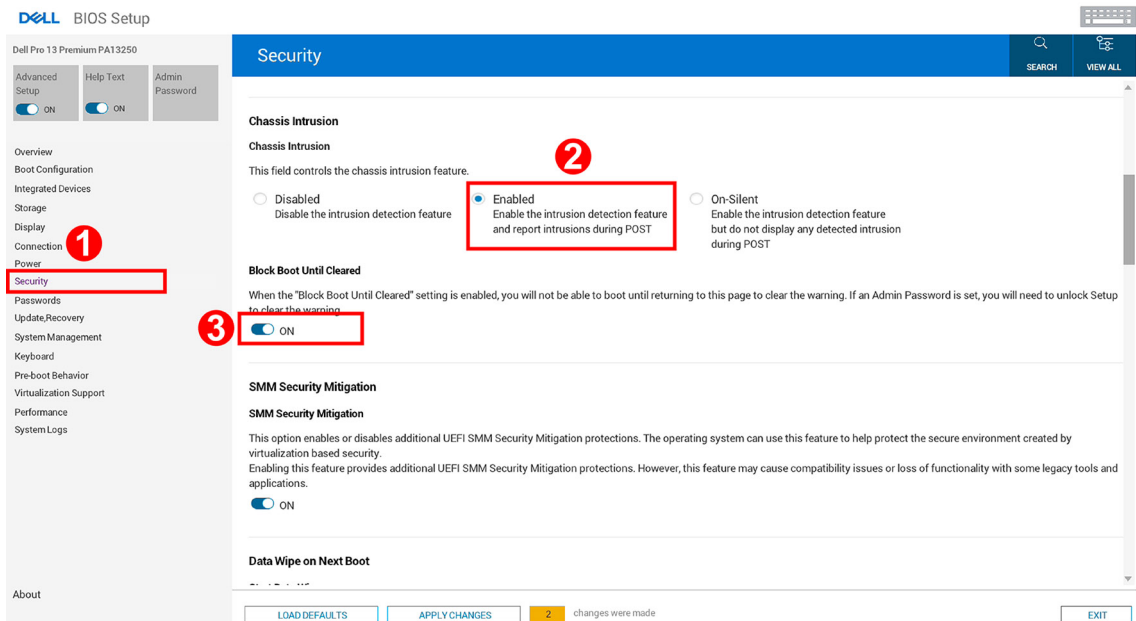 DELL BIOS Setup
Dell Pro 13 Premium PA13250
Advanced Setup
ON
Help Text
ON
Admin Password
Overview
Boot Configuration
Integrated Devices
Storage
Display
Connection
Power
Security
Passwords
Update,Recovery
System Management
Keyboard
Pre-boot Behavior
Virtualization Support
Performance
System Logs
About
1
Security
SEARCH
VIEW ALL
Chassis Intrusion
Chassis Intrusion
2
This field controls the chassis intrusion feature.
Disabled
Disable the intrusion detection feature
Enabled
Enable the intrusion detection feature
and report intrusions during POST
On-Silent
Enable the intrusion detection feature
but do not display any detected intrusion
during POST
Block Boot Until Cleared
When the "Block Boot Until Cleared" setting is enabled, you will not be able to boot until returning to this page to clear the warning. If an Admin Password is set, you will need to unlock Setup
to clear the warning.
3
ON
SMM Security Mitigation
SMM Security Mitigation
This option enables or disables additional UEFI SMM Security Mitigation protections. The operating system can use this feature to help protect the secure environment created by
virtualization based security.
Enabling this feature provides additional UEFI SMM Security Mitigation protections. However, this feature may cause compatibility issues or loss of functionality with some legacy tools and
applications.
ON
Data Wipe on Next Boot
LOAD DEFAULTS
APPLY CHANGES
2 changes were made
EXIT